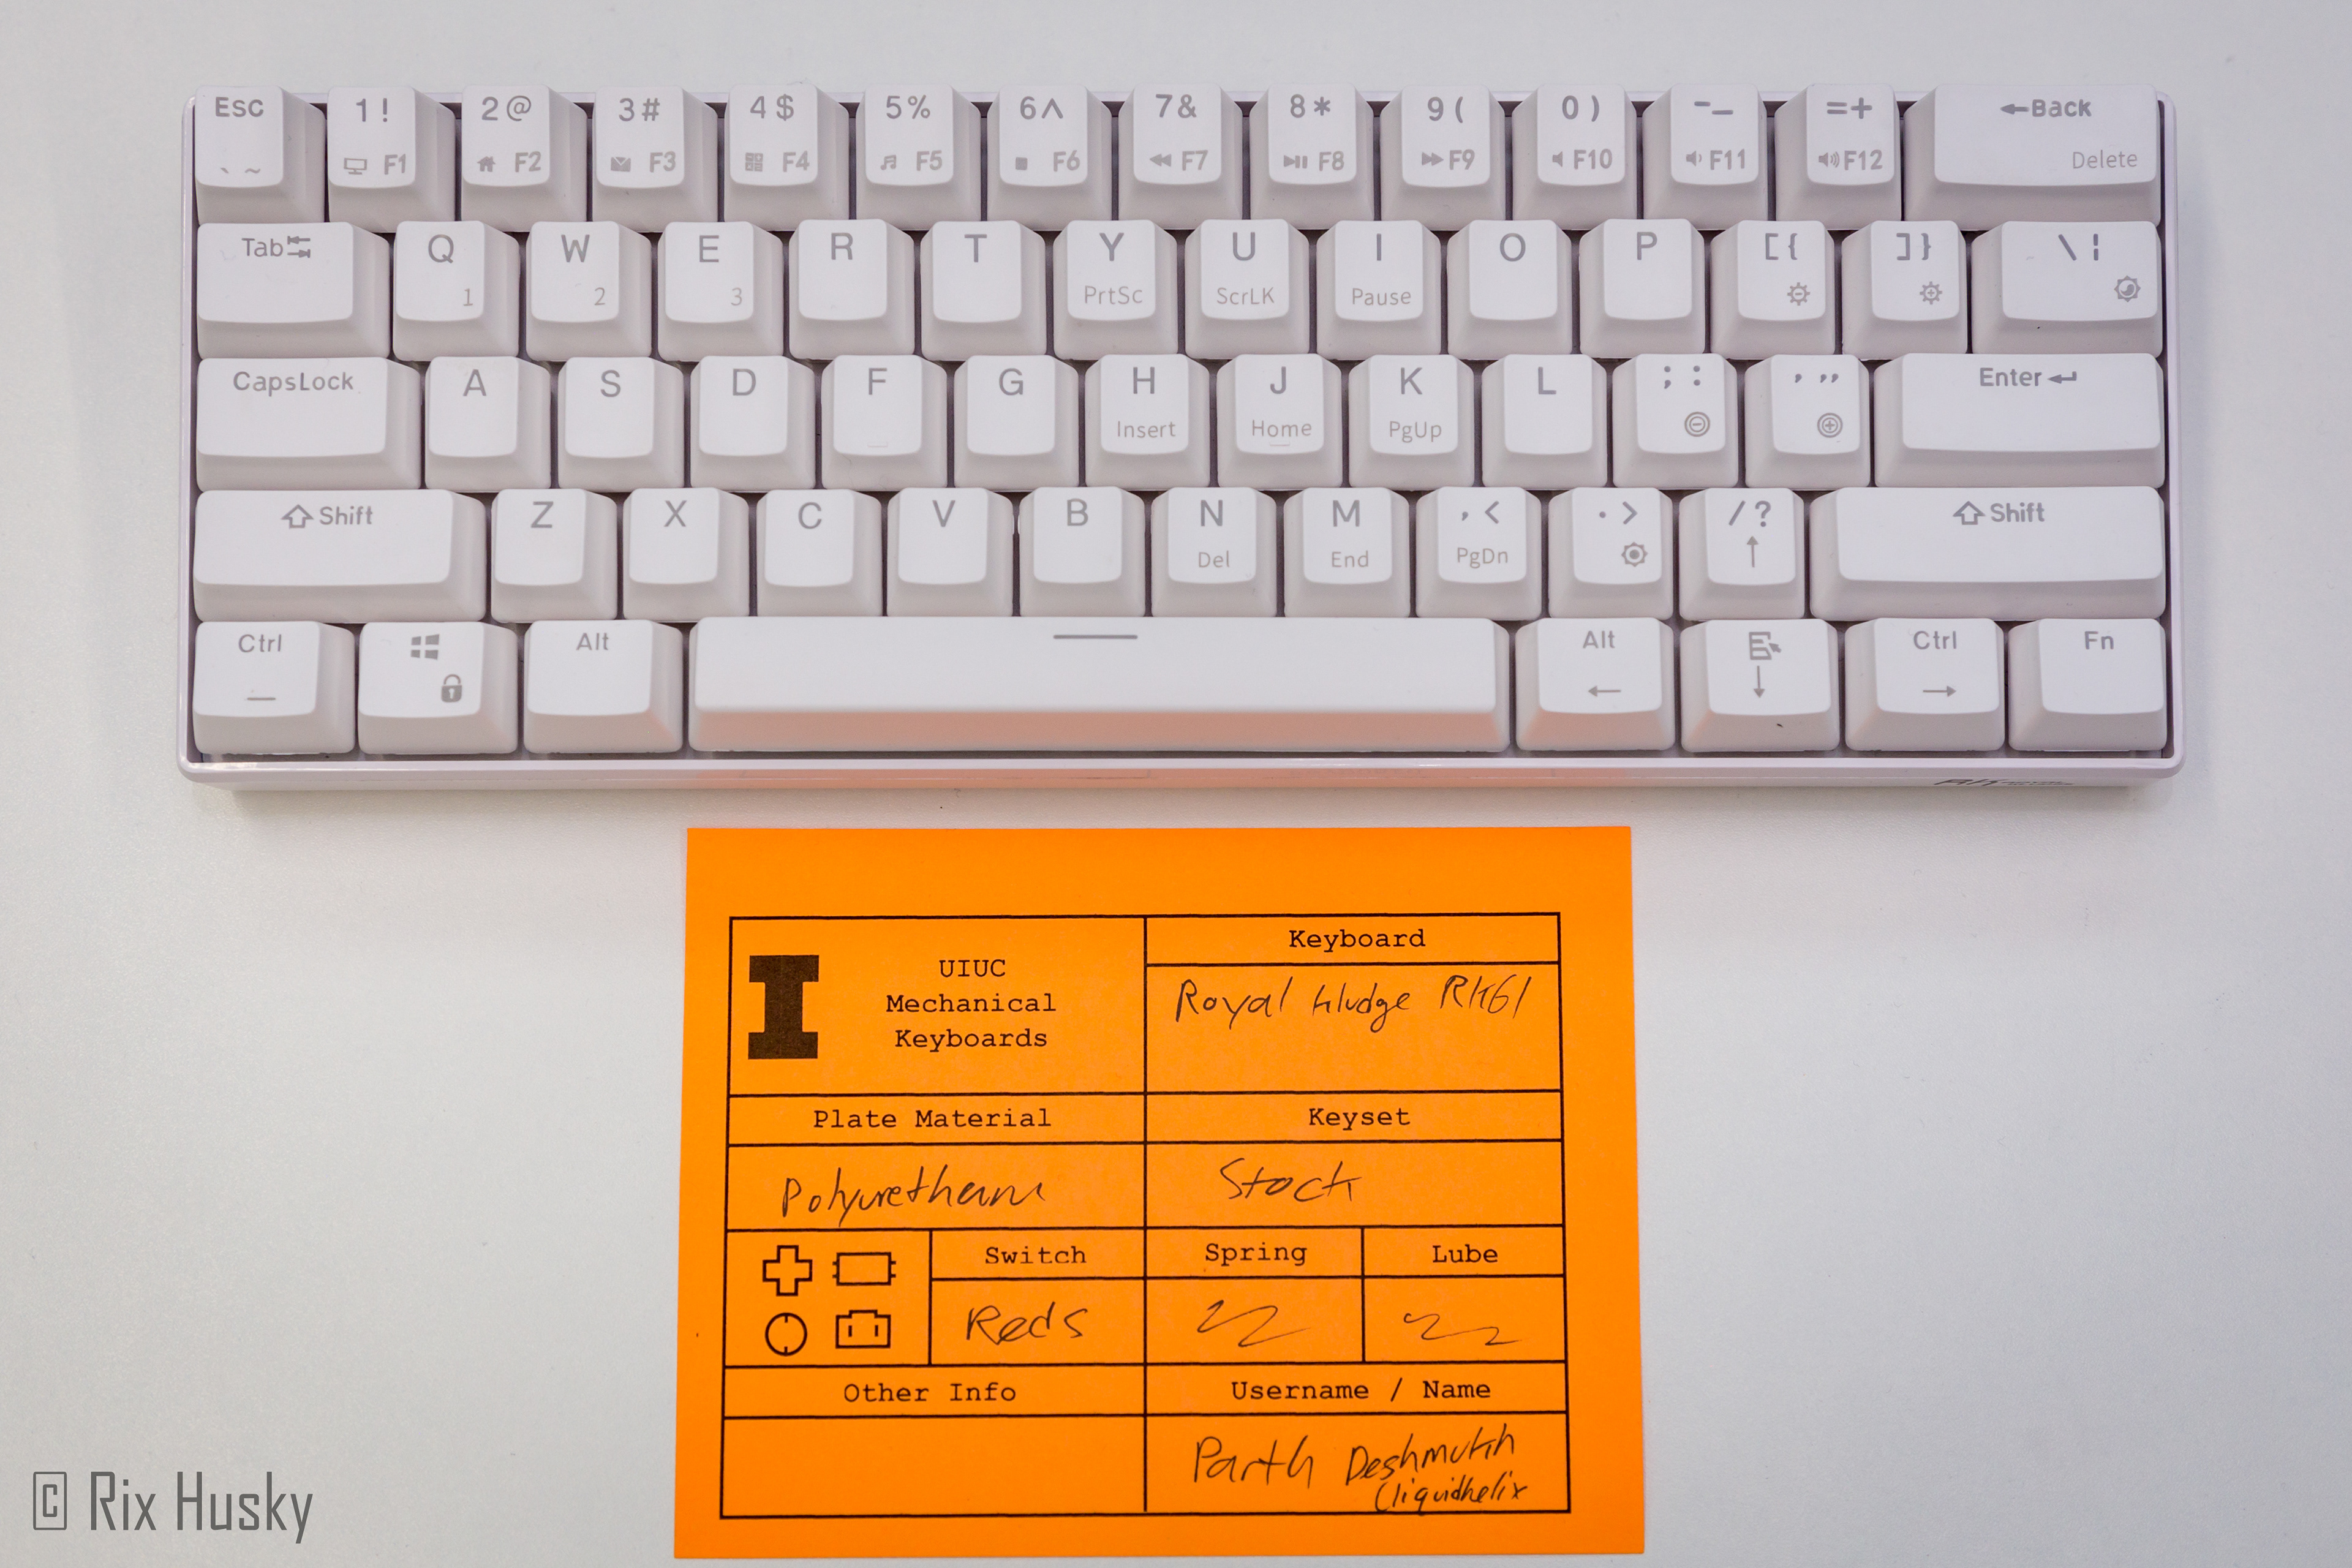 Esc 1! 2@ 3# 4$ 5% 6^ 7& 8* 9( 0) -_ =+ ←Back
` ~ F1 F2 F3 F4 F5 F6 F7 F8 F9 F10 F11 F12 Delete
Tab Q W E R T Y U I O P [{ ]} \¦
1 2 3 PrtSc ScrLK Pause
CapsLock A S D F G H J K L ;: '" Enter
Insert Home PgUp
Shift Z X C V B N M ,< .> /? Shift
Del End PgDn ↑
Ctrl Alt Alt Ctrl Fn
← ↓ →
UIUC
Mechanical
Keyboards
Keyboard
Royal Kludge RK61
Plate Material
Keyset
Polyurethane
Stock
Switch
Spring
Lube
Reds
Other Info
Username / Name
Parth Deshmukh
(liquidhelix
© Rix Husky